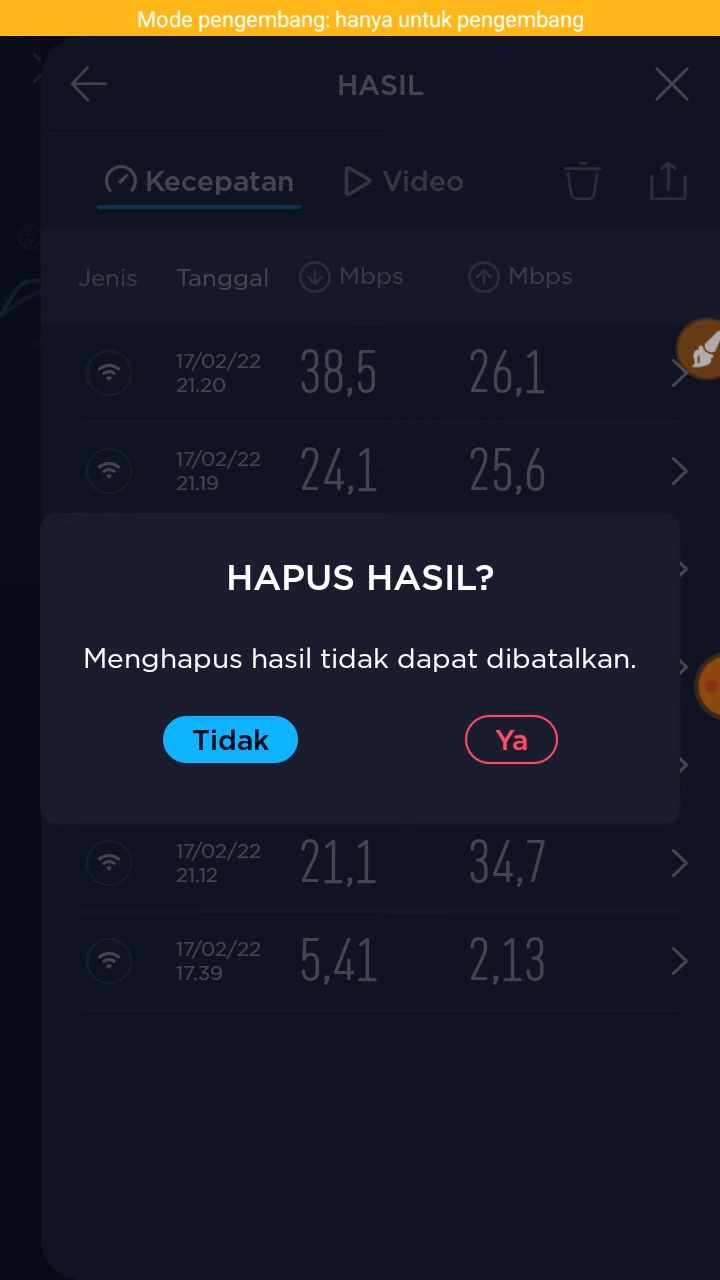 Mode pengembang: hanya untuk pengembang
HASIL
Kecepatan Video
Jenis Tanggal Mbps Mbps
17/02/22
21.20
38,5 26,1
17/02/22
21.19
24,1 25,6
HAPUS HASIL?
Menghapus hasil tidak dapat dibatalkan.
Tidak Ya
17/02/22
21.12
21,1 34,7
17/02/22
17.39
5,41 2,13